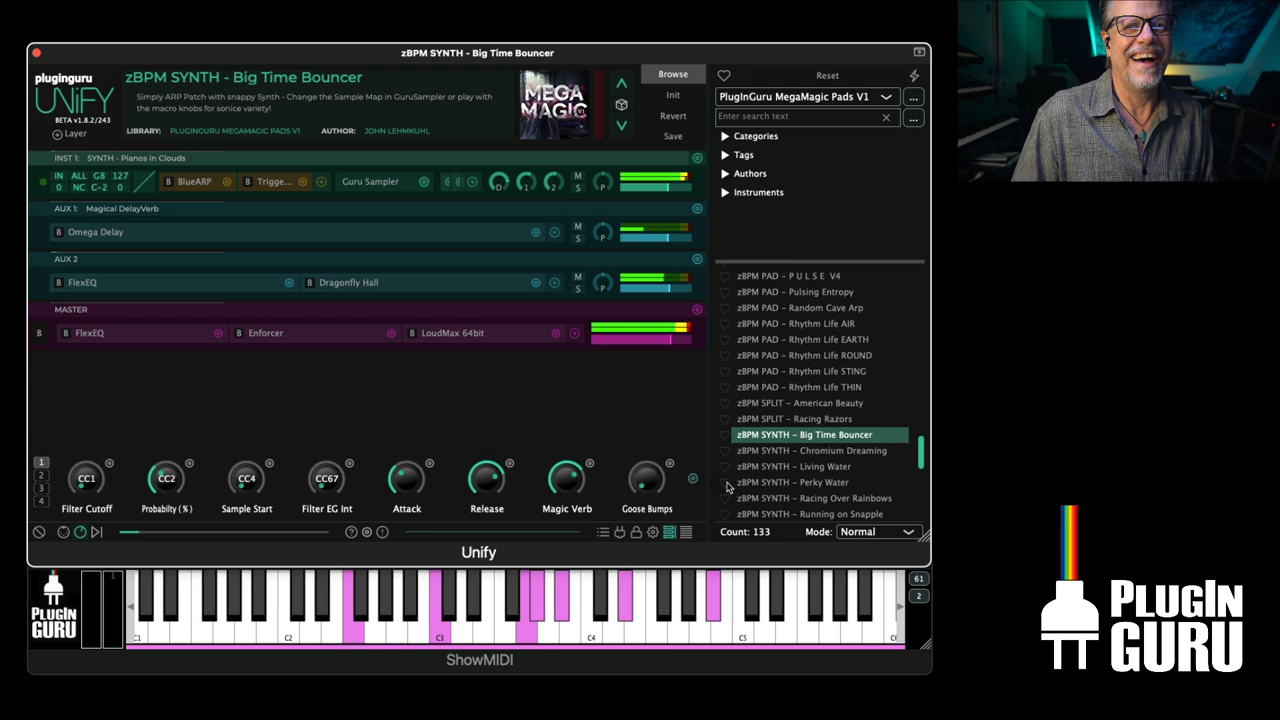 zBPM SYNTH - Big Time Bouncer
pluginguru
UNiFY
BETA v1.8.2/243
Layer
zBPM SYNTH - Big Time Bouncer
Simply ARP Patch with snappy Synth - Change the Sample Map in GuruSampler or play with
the macro knobs for sonice variety!
LIBRARY: PLUGINGURU MEGAMAGIC PADS V1 AUTHOR: JOHN LEHMKUHL
MEGA
MAGIC
Browse
Init
Revert
Save
Reset
PlugInGuru MegaMagic Pads V1
...
Enter search text
...
Categories
Tags
Authors
Instruments
INST 1: SYNTH - Pianos in Clouds
IN ALL G8 127
0 NC C-2 0
B BlueARP
B Trigge...
Guru Sampler
D 1 2
M
S
P
AUX 1: Magical DelayVerb
B Omega Delay
M
S
P
AUX 2
B FlexEQ
B Dragonfly Hall
M
S
P
MASTER
B
B FlexEQ
B Enforcer
B LoudMax 64bit
zBPM PAD - P U L S E V4
zBPM PAD - Pulsing Entropy
zBPM PAD - Random Cave Arp
zBPM PAD - Rhythm Life AIR
zBPM PAD - Rhythm Life EARTH
zBPM PAD - Rhythm Life ROUND
zBPM PAD - Rhythm Life STING
zBPM PAD - Rhythm Life THIN
zBPM SPLIT - American Beauty
zBPM SPLIT - Racing Razors
zBPM SYNTH - Big Time Bouncer
zBPM SYNTH - Chromium Dreaming
zBPM SYNTH - Living Water
zBPM SYNTH - Perky Water
zBPM SYNTH - Racing Over Rainbows
zBPM SYNTH - Running on Snapple
Count: 133
Mode: Normal
1
2
3
4
CC1
CC2
CC4
CC67
Filter Cutoff
Probabilty (%)
Sample Start
Filter EG Int
Attack
Release
Magic Verb
Goose Bumps
Unify
PLUGIN
GURU
1
C1
C2
C3
C4
C5
61
2
ShowMIDI
PLUGIN
GURU